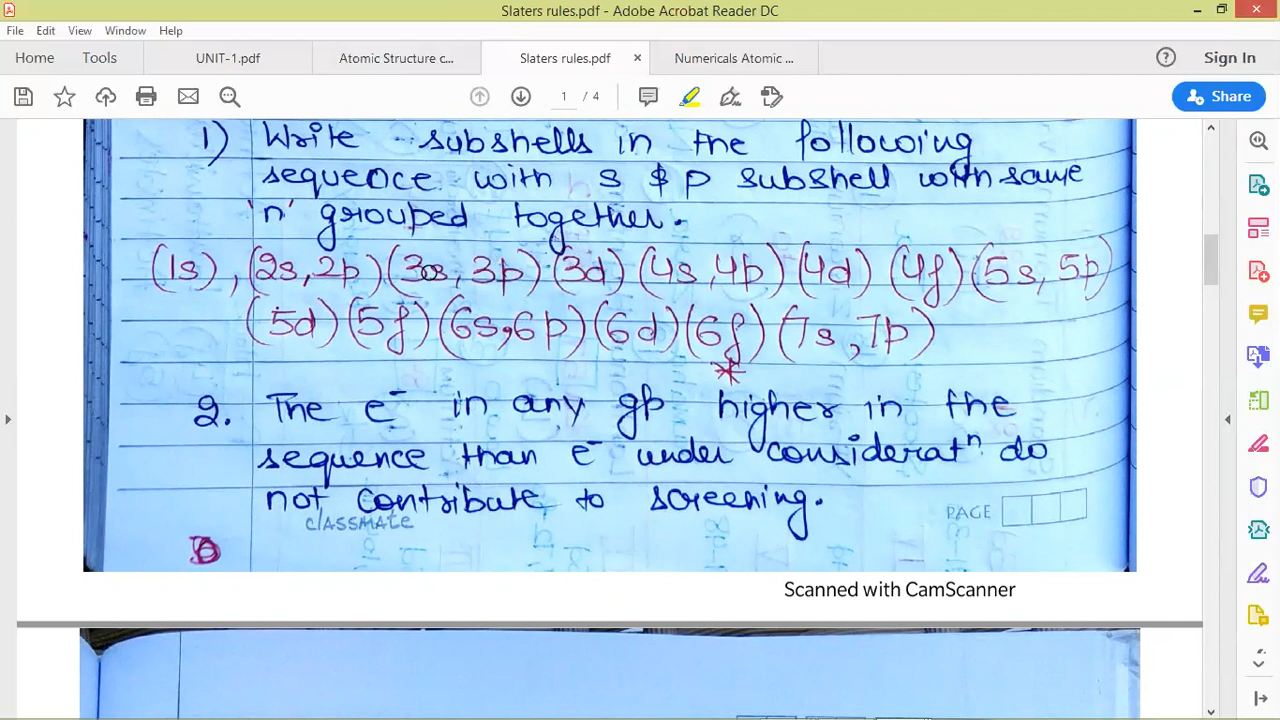 Slaters rules.pdf - Adobe Acrobat Reader DC
File Edit View Window Help
Home Tools UNIT-1.pdf Atomic Structure c... Slaters rules.pdf × Numericals Atomic ... Sign In
1 / 4 Share
1) Write subshells in the following
sequence with s & p subshell with same
'n' grouped together.
(1s), (2s, 2p) (3s, 3p) (3d) (4s, 4p) (4d) (4f) (5s, 5p)
(5d) (5f) (6s, 6p) (6d) (6f) (7s, 7p)
*
2. The e⁻ in any gp higher in the
sequence than e⁻ under consideratⁿ do
not contribute to screening.
classmate
PAGE
Scanned with CamScanner